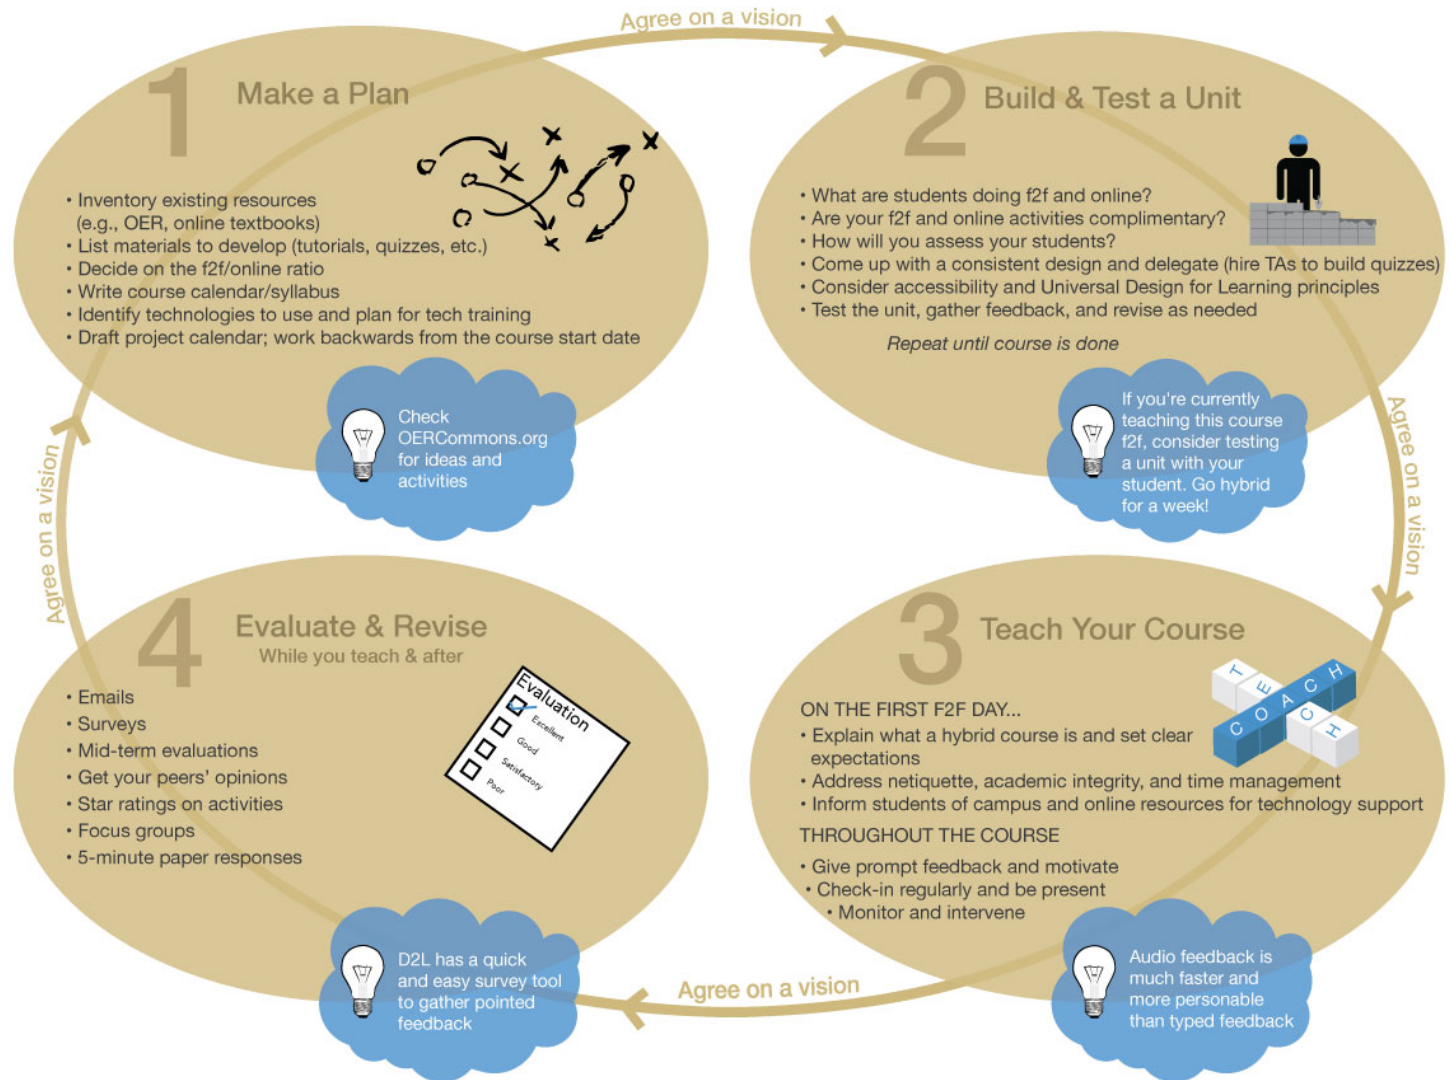 Agree on a vision
1
Make a Plan
• Inventory existing resources
(e.g., OER, online textbooks)
• List materials to develop (tutorials, quizzes, etc.)
• Decide on the f2f/online ratio
• Write course calendar/syllabus
• Identify technologies to use and plan for tech training
• Draft project calendar; work backwards from the course start date
Check
OERCommons.org
for ideas and
activities
2
Build & Test a Unit
• What are students doing f2f and online?
• Are your f2f and online activities complimentary?
• How will you assess your students?
• Come up with a consistent design and delegate (hire TAs to build quizzes)
• Consider accessibility and Universal Design for Learning principles
• Test the unit, gather feedback, and revise as needed
Repeat until course is done
If you're currently
teaching this course
f2f, consider testing
a unit with your
student. Go hybrid
for a week!
Agree on a vision
3
Teach Your Course
TEACH
COACH
ON THE FIRST F2F DAY...
• Explain what a hybrid course is and set clear
expectations
• Address netiquette, academic integrity, and time management
• Inform students of campus and online resources for technology support
THROUGHOUT THE COURSE
• Give prompt feedback and motivate
• Check-in regularly and be present
• Monitor and intervene
Audio feedback is
much faster and
more personable
than typed feedback
Agree on a vision
4
Evaluate & Revise
While you teach & after
• Emails
• Surveys
• Mid-term evaluations
• Get your peers' opinions
• Star ratings on activities
• Focus groups
• 5-minute paper responses
Evaluation
Excellent
Good
Satisfactory
Poor
D2L has a quick
and easy survey tool
to gather pointed
feedback
Agree on a vision